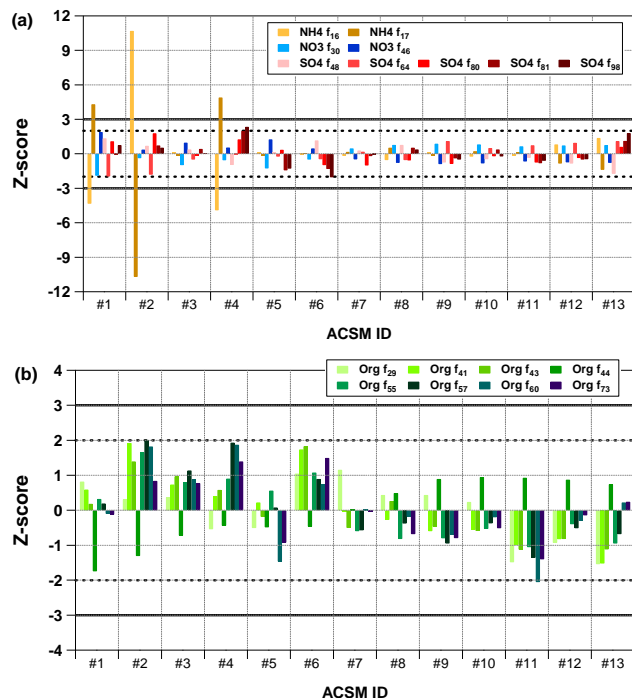 (a)
NH4 f16 NH4 f17
NO3 f30 NO3 f46
SO4 f48 SO4 f64 SO4 f80 SO4 f81 SO4 f98
Z-score
12
9
6
3
0
-3
-6
-9
-12
#1 #2 #3 #4 #5 #6 #7 #8 #9 #10 #11 #12 #13
ACSM ID
(b)
Org f29 Org f41 Org f43 Org f44
Org f55 Org f57 Org f60 Org f73
Z-score
4
3
2
1
0
-1
-2
-3
-4
#1 #2 #3 #4 #5 #6 #7 #8 #9 #10 #11 #12 #13
ACSM ID